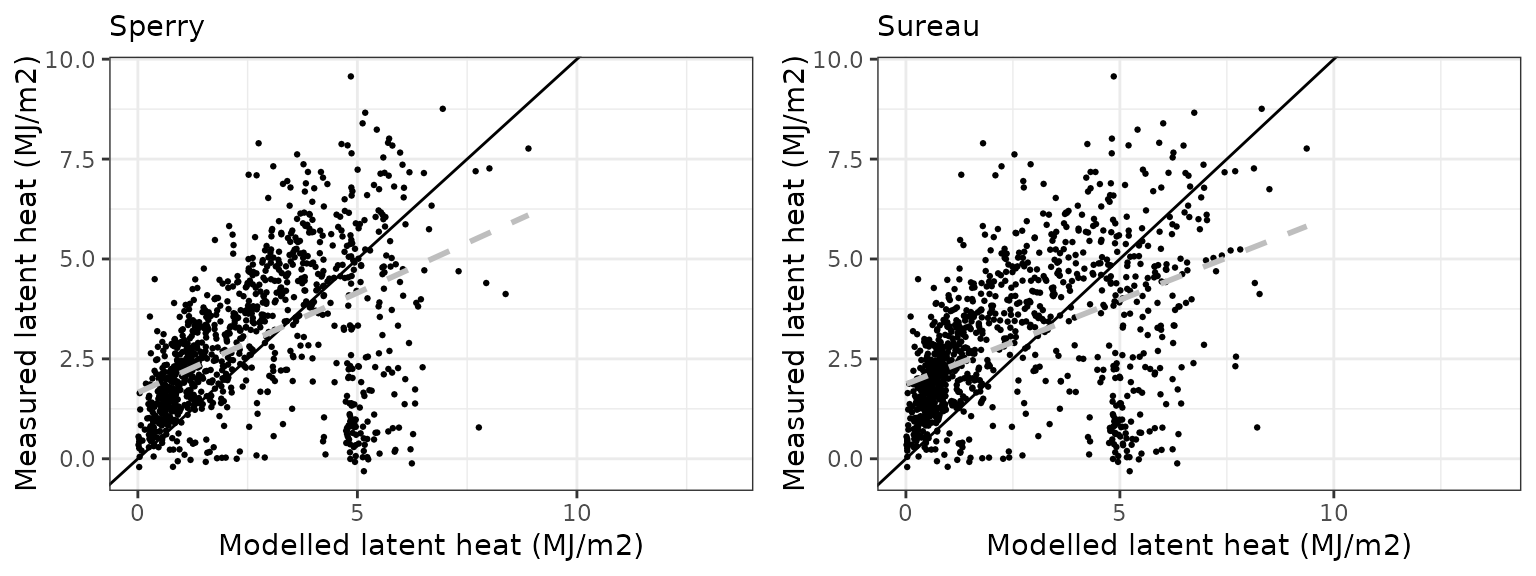 Sperry
Measured latent heat (MJ/m2)
10.0
7.5
5.0
2.5
0.0
0
5
10
Modelled latent heat (MJ/m2)
Sureau
Measured latent heat (MJ/m2)
10.0
7.5
5.0
2.5
0.0
0
5
10
Modelled latent heat (MJ/m2)